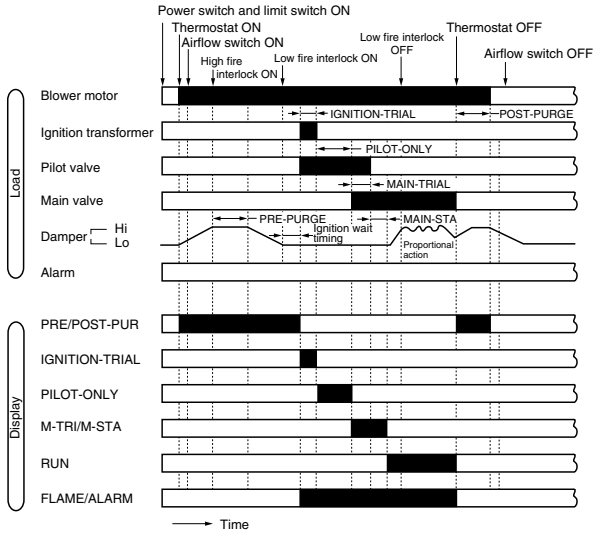 Power switch and limit switch ON
Thermostat ON
Thermostat OFF
Airflow switch ON
Low fire interlock
OFF
Airflow switch OFF
High fire
interlock ON
Low fire interlock ON
Load
Blower motor
IGNITION-TRIAL
POST-PURGE
Ignition transformer
PILOT-ONLY
Pilot valve
MAIN-TRIAL
Main valve
PRE-PURGE
MAIN-STA
Damper
Hi
Lo
Ignition wait
timing
Proportional
action
Alarm
Display
PRE/POST-PUR
IGNITION-TRIAL
PILOT-ONLY
M-TRI/M-STA
RUN
FLAME/ALARM
Time